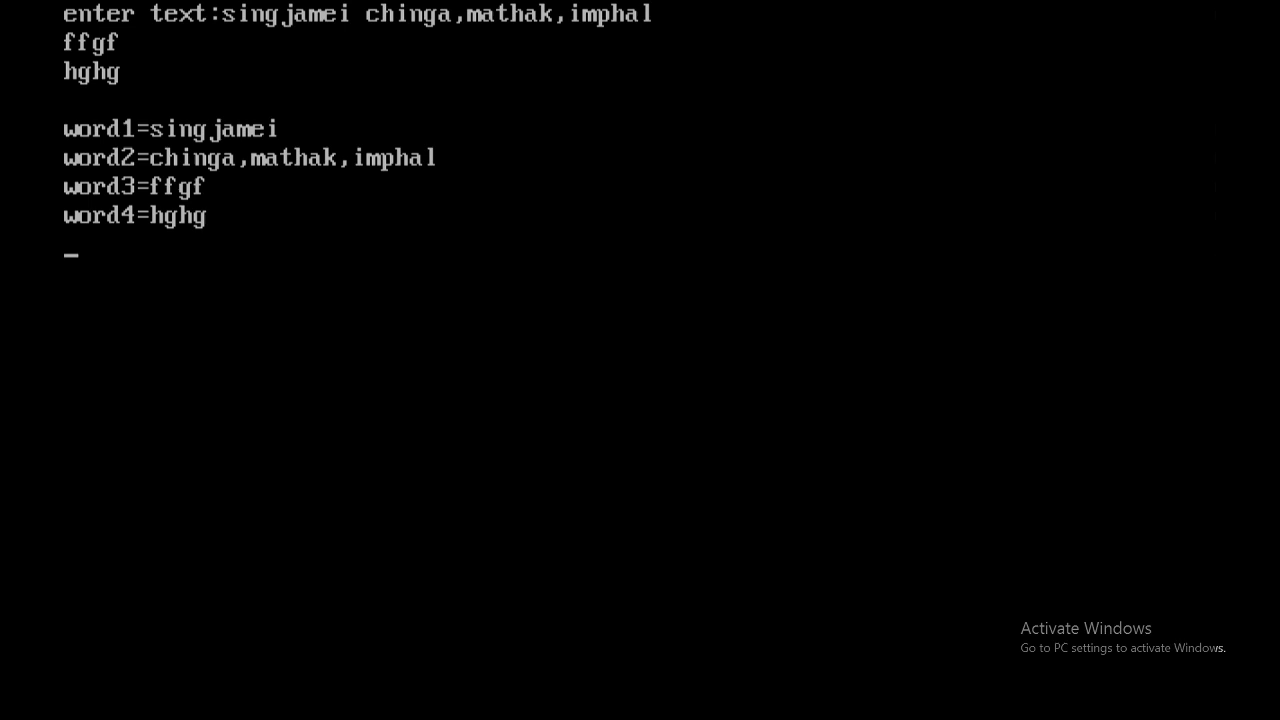 enter text:singjamei chinga,mathak,imphal
ffgf
hghg
word1=singjamei
word2=chinga,mathak,imphal
word3=ffgf
word4=hghg
_
Activate Windows
Go to PC settings to activate Windows.